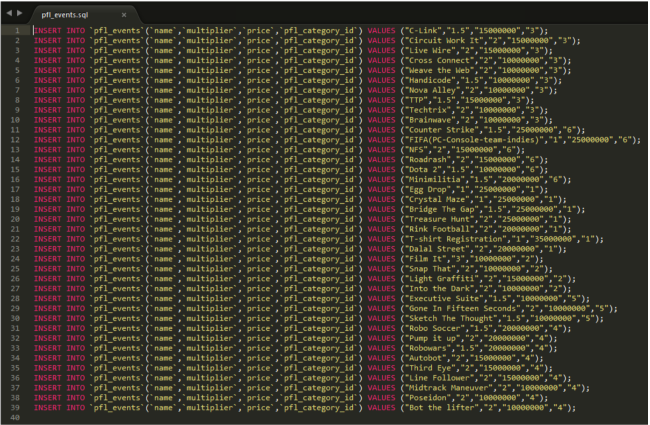 pfl_events.sql
1 INSERT INTO `pfl_events`(`name`,`multiplier`,`price`,`pfl_category_id`) VALUES ("C-Link","1.5","15000000","3");
2 INSERT INTO `pfl_events`(`name`,`multiplier`,`price`,`pfl_category_id`) VALUES ("Circuit Work It","2","15000000","3");
3 INSERT INTO `pfl_events`(`name`,`multiplier`,`price`,`pfl_category_id`) VALUES ("Live Wire","2","15000000","3");
4 INSERT INTO `pfl_events`(`name`,`multiplier`,`price`,`pfl_category_id`) VALUES ("Cross Connect","2","10000000","3");
5 INSERT INTO `pfl_events`(`name`,`multiplier`,`price`,`pfl_category_id`) VALUES ("Weave the Web","2","10000000","3");
6 INSERT INTO `pfl_events`(`name`,`multiplier`,`price`,`pfl_category_id`) VALUES ("Handicode","1.5","10000000","3");
7 INSERT INTO `pfl_events`(`name`,`multiplier`,`price`,`pfl_category_id`) VALUES ("Nova Alley","2","10000000","3");
8 INSERT INTO `pfl_events`(`name`,`multiplier`,`price`,`pfl_category_id`) VALUES ("TTP","1.5","15000000","3");
9 INSERT INTO `pfl_events`(`name`,`multiplier`,`price`,`pfl_category_id`) VALUES ("Techtrix","2","10000000","3");
10 INSERT INTO `pfl_events`(`name`,`multiplier`,`price`,`pfl_category_id`) VALUES ("Brainwave","2","10000000","3");
11 INSERT INTO `pfl_events`(`name`,`multiplier`,`price`,`pfl_category_id`) VALUES ("Counter Strike","1.5","25000000","6");
12 INSERT INTO `pfl_events`(`name`,`multiplier`,`price`,`pfl_category_id`) VALUES ("FIFA(PC-Console-team-indies)","1","25000000","6");
13 INSERT INTO `pfl_events`(`name`,`multiplier`,`price`,`pfl_category_id`) VALUES ("NFS","2","15000000","6");
14 INSERT INTO `pfl_events`(`name`,`multiplier`,`price`,`pfl_category_id`) VALUES ("Roadrash","2","15000000","6");
15 INSERT INTO `pfl_events`(`name`,`multiplier`,`price`,`pfl_category_id`) VALUES ("Dota 2","1.5","10000000","6");
16 INSERT INTO `pfl_events`(`name`,`multiplier`,`price`,`pfl_category_id`) VALUES ("Minimilitia","1.5","20000000","6");
17 INSERT INTO `pfl_events`(`name`,`multiplier`,`price`,`pfl_category_id`) VALUES ("Egg Drop","1","25000000","1");
18 INSERT INTO `pfl_events`(`name`,`multiplier`,`price`,`pfl_category_id`) VALUES ("Crystal Maze","1","25000000","1");
19 INSERT INTO `pfl_events`(`name`,`multiplier`,`price`,`pfl_category_id`) VALUES ("Bridge The Gap","1.5","25000000","1");
20 INSERT INTO `pfl_events`(`name`,`multiplier`,`price`,`pfl_category_id`) VALUES ("Treasure Hunt","2","25000000","1");
21 INSERT INTO `pfl_events`(`name`,`multiplier`,`price`,`pfl_category_id`) VALUES ("Rink Football","2","20000000","1");
22 INSERT INTO `pfl_events`(`name`,`multiplier`,`price`,`pfl_category_id`) VALUES ("T-shirt Registration","1","35000000","1");
23 INSERT INTO `pfl_events`(`name`,`multiplier`,`price`,`pfl_category_id`) VALUES ("Dalal Street","2","20000000","1");
24 INSERT INTO `pfl_events`(`name`,`multiplier`,`price`,`pfl_category_id`) VALUES ("Film It","3","10000000","2");
25 INSERT INTO `pfl_events`(`name`,`multiplier`,`price`,`pfl_category_id`) VALUES ("Snap That","2","10000000","2");
26 INSERT INTO `pfl_events`(`name`,`multiplier`,`price`,`pfl_category_id`) VALUES ("Light Graffiti","2","15000000","2");
27 INSERT INTO `pfl_events`(`name`,`multiplier`,`price`,`pfl_category_id`) VALUES ("Into the Dark","2","10000000","2");
28 INSERT INTO `pfl_events`(`name`,`multiplier`,`price`,`pfl_category_id`) VALUES ("Executive Suite","1.5","10000000","5");
29 INSERT INTO `pfl_events`(`name`,`multiplier`,`price`,`pfl_category_id`) VALUES ("Gone In Fifteen Seconds","2","10000000","5");
30 INSERT INTO `pfl_events`(`name`,`multiplier`,`price`,`pfl_category_id`) VALUES ("Sketch The Thought","1.5","10000000","5");
31 INSERT INTO `pfl_events`(`name`,`multiplier`,`price`,`pfl_category_id`) VALUES ("Robo Soccer","1.5","20000000","4");
32 INSERT INTO `pfl_events`(`name`,`multiplier`,`price`,`pfl_category_id`) VALUES ("Pump it up","2","20000000","4");
33 INSERT INTO `pfl_events`(`name`,`multiplier`,`price`,`pfl_category_id`) VALUES ("Robowars","1.5","20000000","4");
34 INSERT INTO `pfl_events`(`name`,`multiplier`,`price`,`pfl_category_id`) VALUES ("Autobot","2","15000000","4");
35 INSERT INTO `pfl_events`(`name`,`multiplier`,`price`,`pfl_category_id`) VALUES ("Third Eye","2","15000000","4");
36 INSERT INTO `pfl_events`(`name`,`multiplier`,`price`,`pfl_category_id`) VALUES ("Line Follower","2","15000000","4");
37 INSERT INTO `pfl_events`(`name`,`multiplier`,`price`,`pfl_category_id`) VALUES ("Midtrack Maneuver","2","10000000","4");
38 INSERT INTO `pfl_events`(`name`,`multiplier`,`price`,`pfl_category_id`) VALUES ("Poseidon","2","10000000","4");
39 INSERT INTO `pfl_events`(`name`,`multiplier`,`price`,`pfl_category_id`) VALUES ("Bot the lifter","2","10000000","4");
40